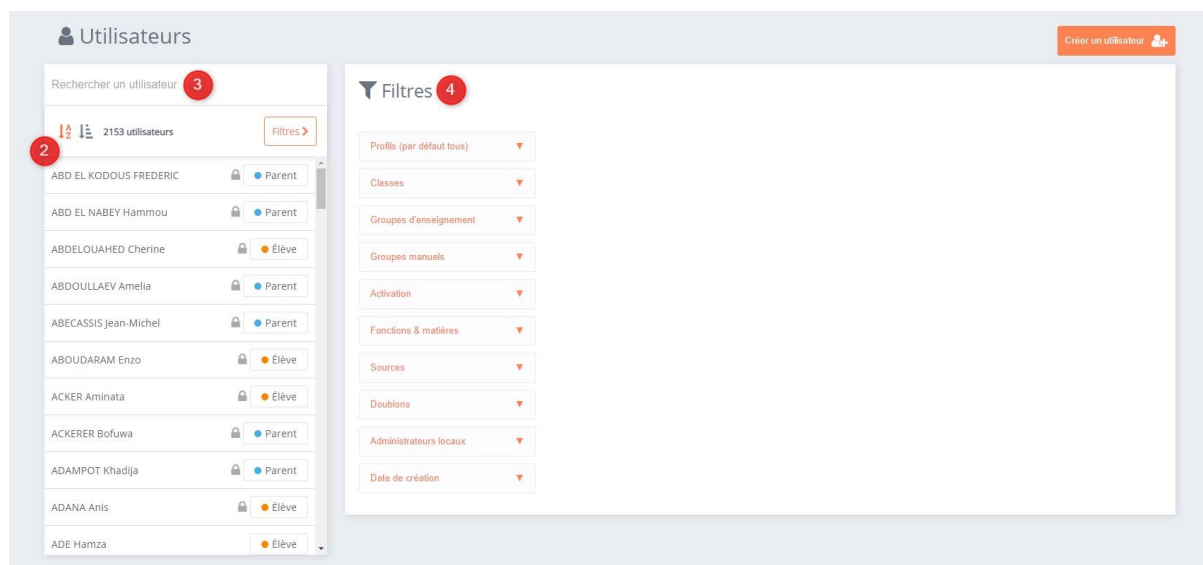 Utilisateurs
Créer un utilisateur
Rechercher un utilisateur 3
2153 utilisateurs
Filtres
2
ABD EL KODOUS FREDERIC Parent
ABD EL NABEY Hammou Parent
ABDELOUAHED Cherine Élève
ABDOULLAEV Amelia Parent
ABECASSIS Jean-Michel Parent
ABOUDARAM Enzo Élève
ACKER Aminata Élève
ACKERER Bofuwa Parent
ADAMPOT Khadija Parent
ADANA Anis Élève
ADE Hamza Élève
Filtres 4
Profils (par défaut tous)
Classes
Groupes d'enseignement
Groupes manuels
Activation
Fonctions & matières
Sources
Doublons
Administrateurs locaux
Date de création